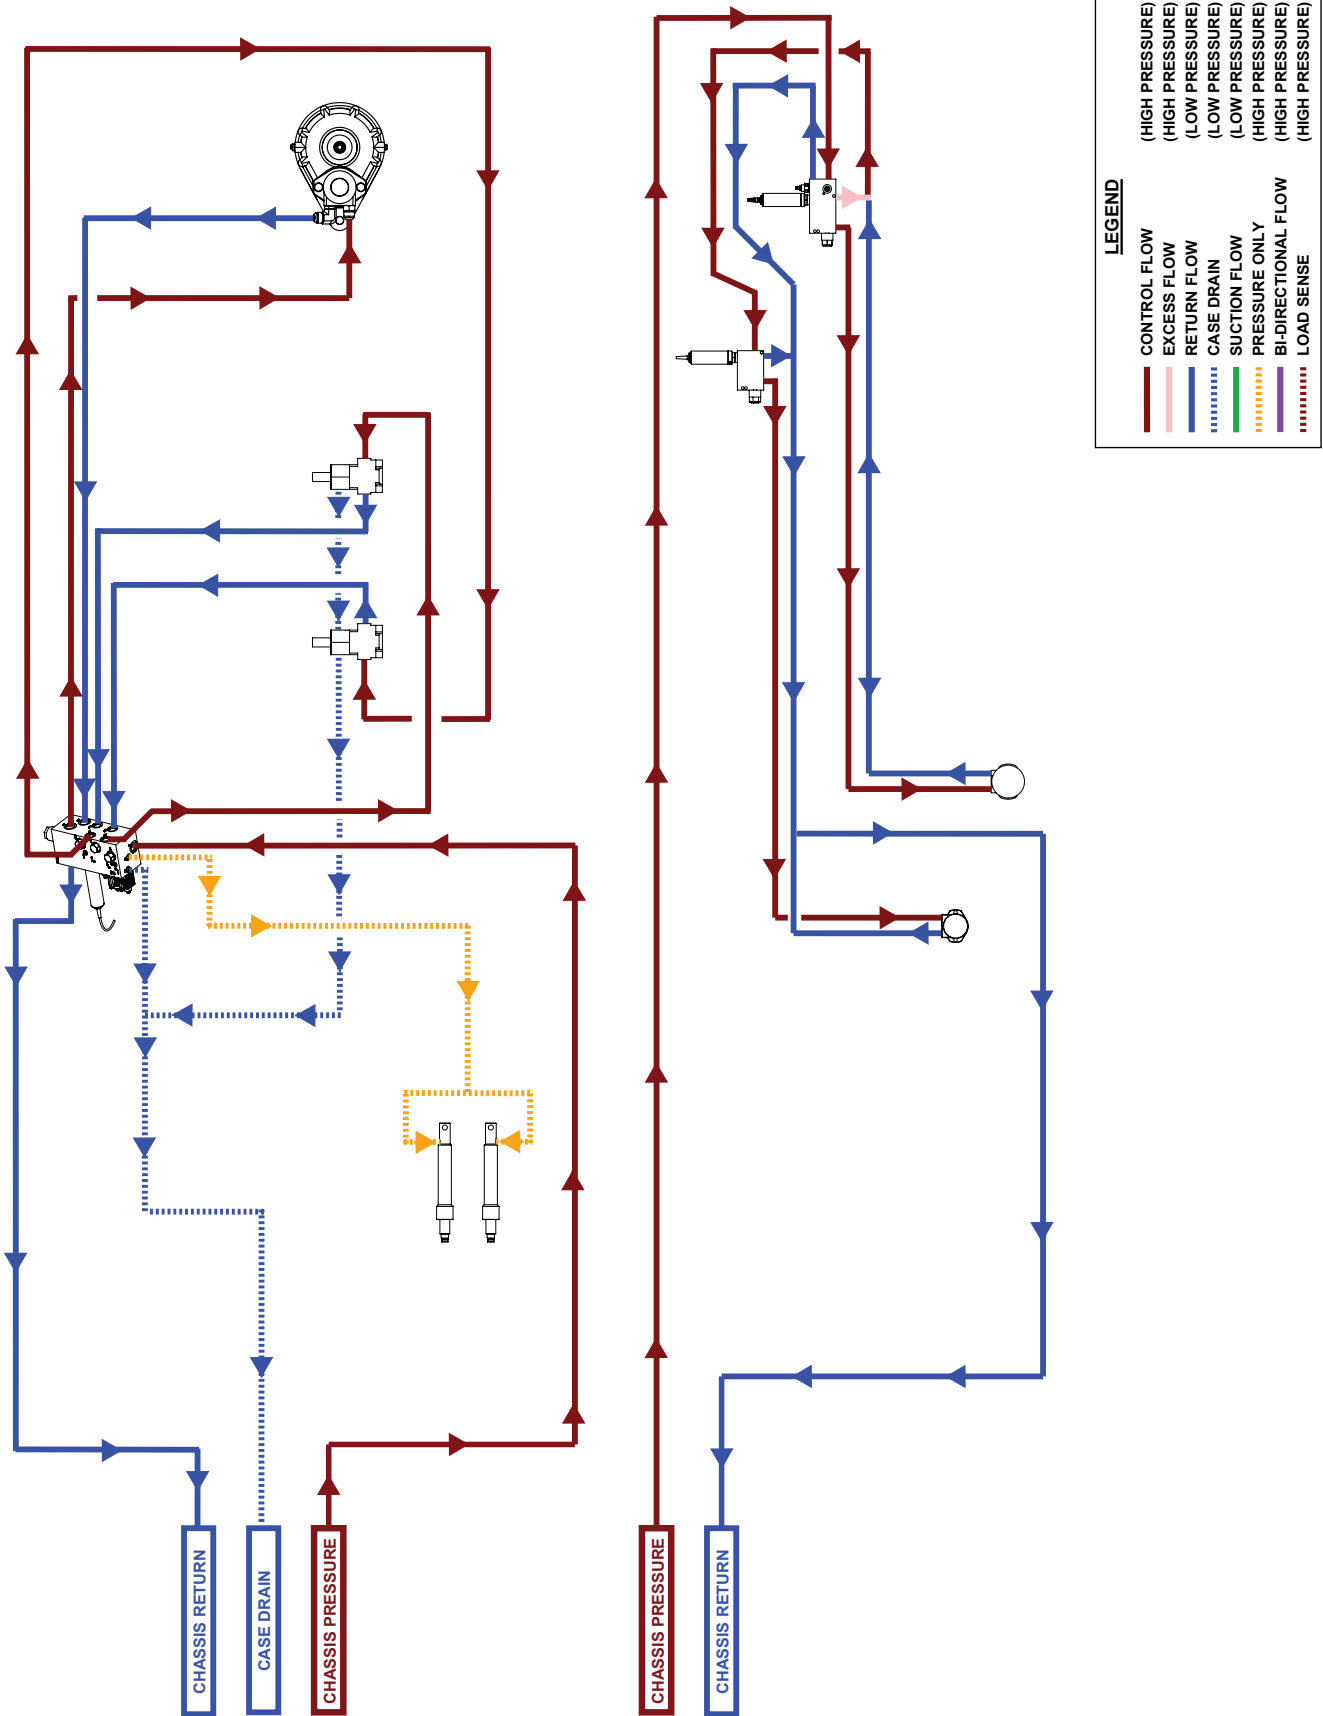 LEGEND
CONTROL FLOW (HIGH PRESSURE)
EXCESS FLOW (HIGH PRESSURE)
RETURN FLOW (LOW PRESSURE)
CASE DRAIN (LOW PRESSURE)
SUCTION FLOW (LOW PRESSURE)
PRESSURE ONLY (HIGH PRESSURE)
BI-DIRECTIONAL FLOW (HIGH PRESSURE)
LOAD SENSE (HIGH PRESSURE)
CHASSIS RETURN
CASE DRAIN
CHASSIS PRESSURE
CHASSIS PRESSURE
CHASSIS RETURN